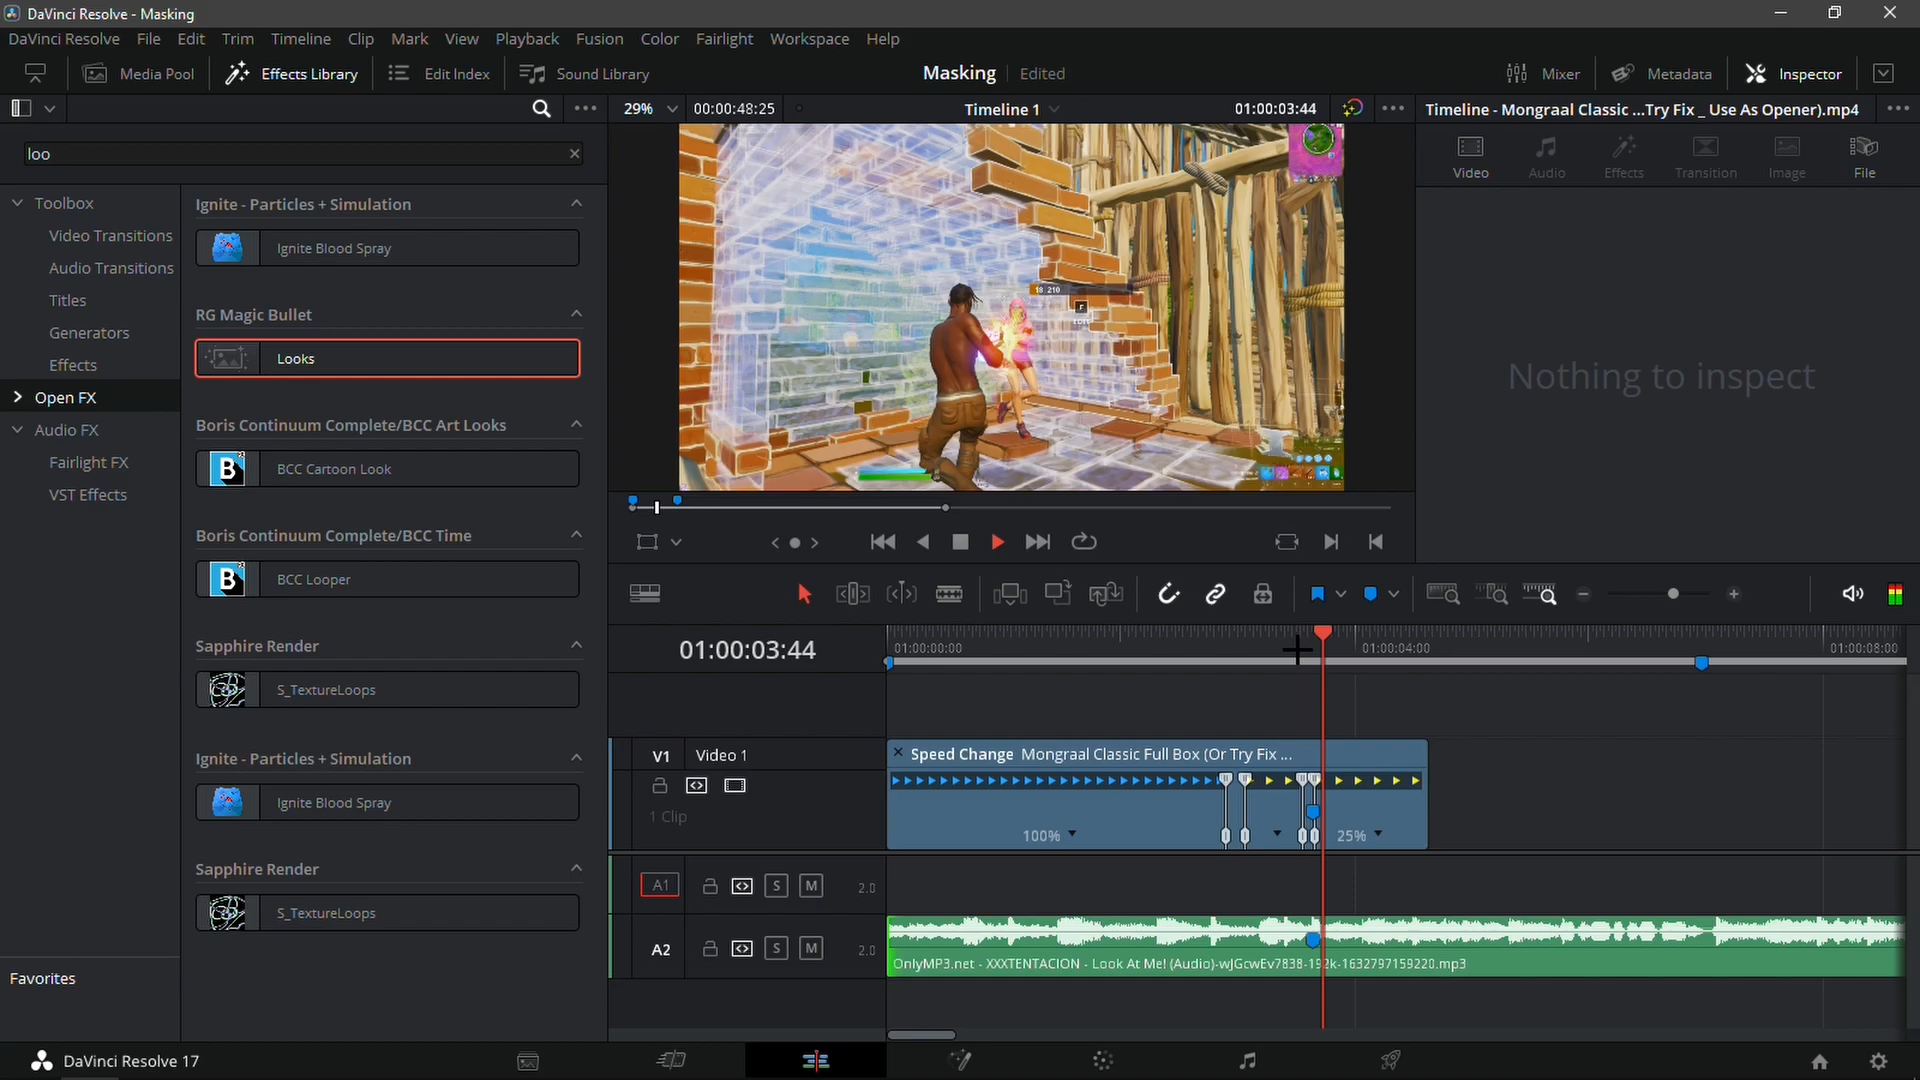 DaVinci Resolve - Masking
DaVinci Resolve File Edit Trim Timeline Clip Mark View Playback Fusion Color Fairlight Workspace Help
Media Pool Effects Library Edit Index Sound Library Masking Edited Mixer Metadata Inspector
29% 00:00:48:25 Timeline 1 01:00:03:44 Timeline - Mongraal Classic ...Try Fix _ Use As Opener).mp4
loo
Video Audio Effects Transition Image File
Toolbox
Video Transitions
Audio Transitions
Titles
Generators
Effects
Open FX
Audio FX
Fairlight FX
VST Effects
Favorites
Ignite - Particles + Simulation
Ignite Blood Spray
RG Magic Bullet
Looks
Boris Continuum Complete/BCC Art Looks
B BCC Cartoon Look
Boris Continuum Complete/BCC Time
B BCC Looper
Sapphire Render
S_TextureLoops
Ignite - Particles + Simulation
Ignite Blood Spray
Sapphire Render
S_TextureLoops
18 210
F
Nothing to inspect
01:00:03:44
01:00:00:00 01:00:04:00 01:00:08:00
V1 Video 1
1 Clip
Speed Change Mongraal Classic Full Box (Or Try Fix ...
100% 25%
A1 S M 2.0
A2 S M 2.0
OnlyMP3.net - XXXTENTACION - Look At Me! (Audio)-wJGcwEv7838-192k-1632797159220.mp3
DaVinci Resolve 17